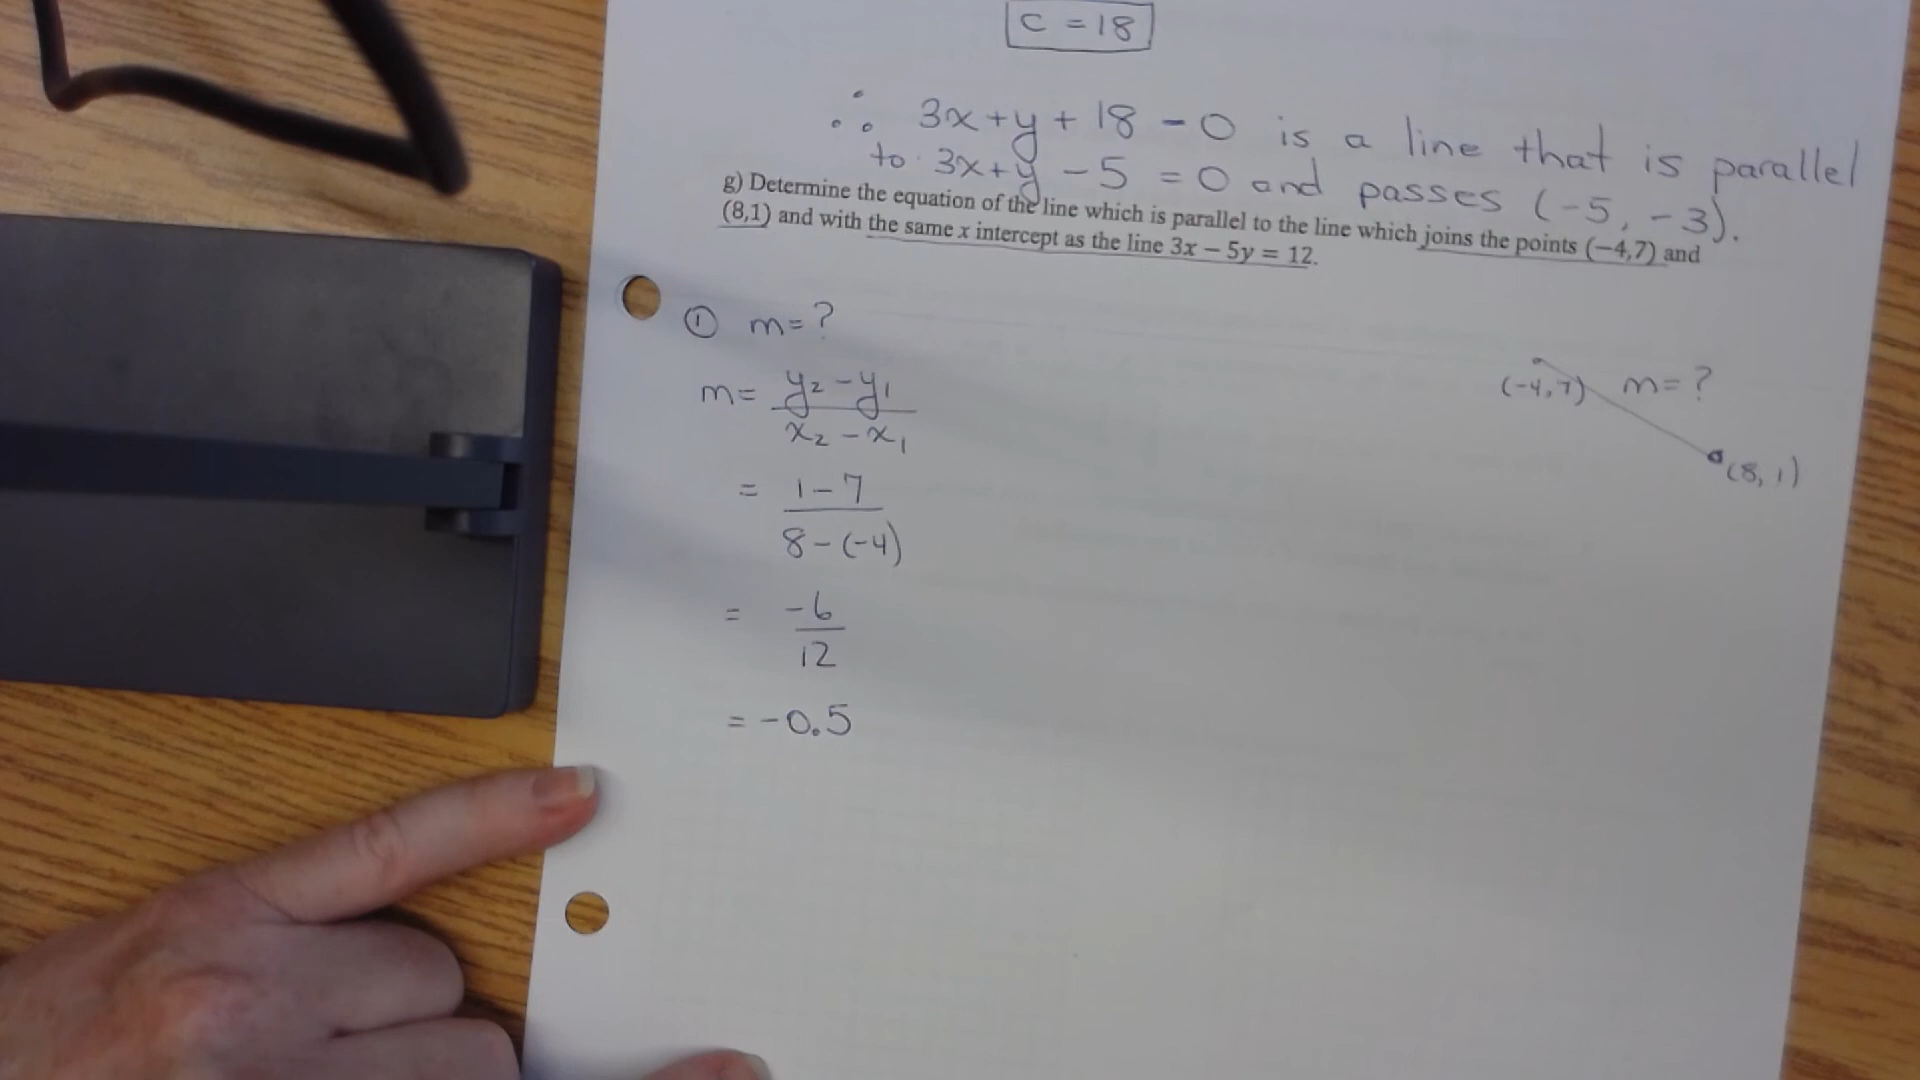 C = 18
∴ 3x + y + 18 - 0 is a line that is parallel
to 3x + y - 5 = 0 and passes (-5, -3).
g) Determine the equation of the line which is parallel to the line which joins the points (−4,7) and
(8,1) and with the same x intercept as the line 3x − 5y = 12.
① m = ?
m = y₂ - y₁
x₂ - x₁
= 1 - 7
8 - (-4)
= -6
12
= -0.5
(-4, 7) m = ?
(8, 1)